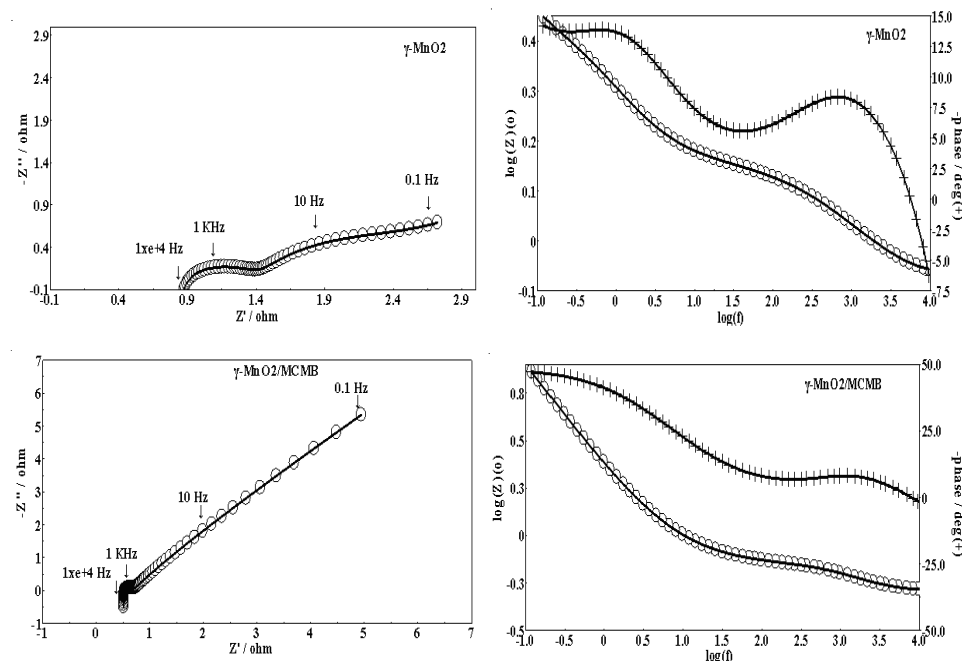 γ-MnO2
2.9
2.4
1.9
1.4
0.9
0.4
-0.1
-Z'' / ohm
1xe+4 Hz
1 KHz
10 Hz
0.1 Hz
-0.1 0.4 0.9 1.4 1.9 2.4 2.9
Z' / ohm
γ-MnO2
0.4
0.3
0.2
0.1
0
-0.1
log(Z)(o)
15.0
12.5
10.0
7.5
5.0
2.5
0
-2.5
-5.0
-7.5
-phase / deg(+)
-1.0 -0.5 0 0.5 1.0 1.5 2.0 2.5 3.0 3.5 4.0
log(f)
γ-MnO2/MCMB
7
6
5
4
3
2
1
0
-1
-Z'' / ohm
0.1 Hz
10 Hz
1 KHz
1xe+4 Hz
-1 0 1 2 3 4 5 6 7
Z' / ohm
γ-MnO2/MCMB
0.8
0.5
0.3
0
-0.3
-0.5
log(Z)(o)
50.0
25.0
0
-25.0
50.0
-phase / deg(+)
-1.0 -0.5 0 0.5 1.0 1.5 2.0 2.5 3.0 3.5 4.0
log(f)